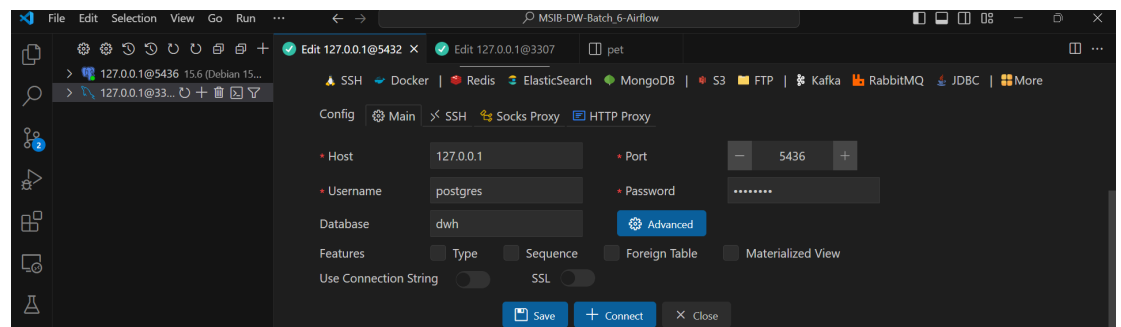 File Edit Selection View Go Run ··· MSIB-DW-Batch_6-Airflow
Edit 127.0.0.1@5432 Edit 127.0.0.1@3307 pet
127.0.0.1@5436 15.6 (Debian 15...
127.0.0.1@33...
SSH Docker | Redis ElasticSearch MongoDB | S3 FTP | Kafka RabbitMQ JDBC | More
Config Main SSH Socks Proxy HTTP Proxy
* Host 127.0.0.1 * Port − 5436 +
* Username postgres * Password ••••••••
Database dwh Advanced
Features Type Sequence Foreign Table Materialized View
Use Connection String SSL
Save + Connect × Close
2